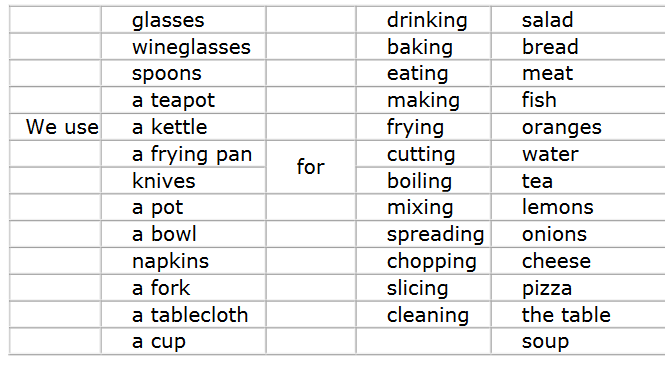 glasses drinking salad
wineglasses baking bread
spoons eating meat
a teapot making fish
We use a kettle frying oranges
a frying pan for cutting water
knives boiling tea
a pot mixing lemons
a bowl spreading onions
napkins chopping cheese
a fork slicing pizza
a tablecloth cleaning the table
a cup soup